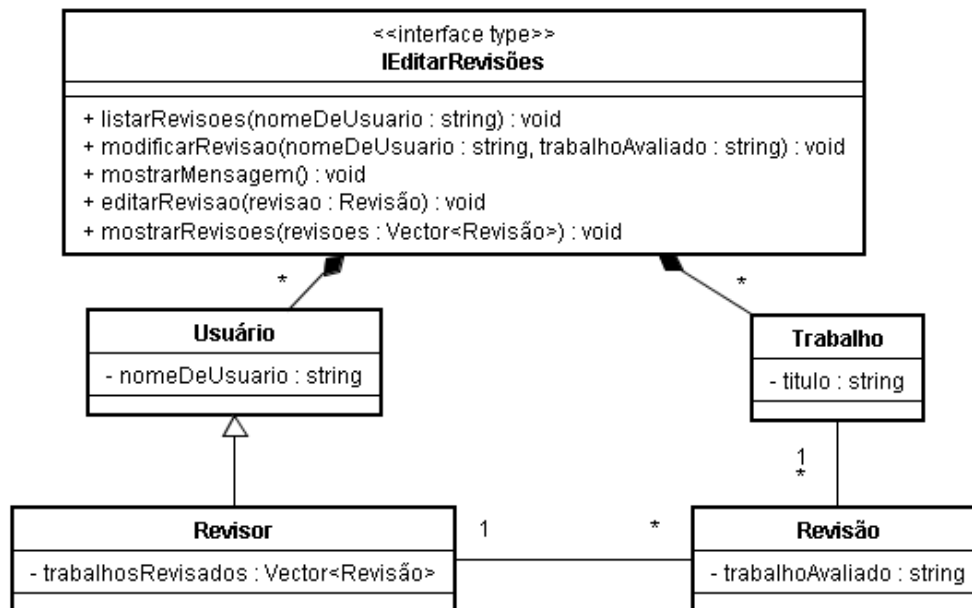 <<interface type>>
IEditarRevisões
+ listarRevisoes(nomeDeUsuario : string) : void
+ modificarRevisao(nomeDeUsuario : string, trabalhoAvaliado : string) : void
+ mostrarMensagem() : void
+ editarRevisao(revisao : Revisão) : void
+ mostrarRevisoes(revisoes : Vector<Revisão>) : void
*
*
Usuário
- nomeDeUsuario : string
Trabalho
- titulo : string
1
*
Revisor
- trabalhosRevisados : Vector<Revisão>
1
*
Revisão
- trabalhoAvaliado : string